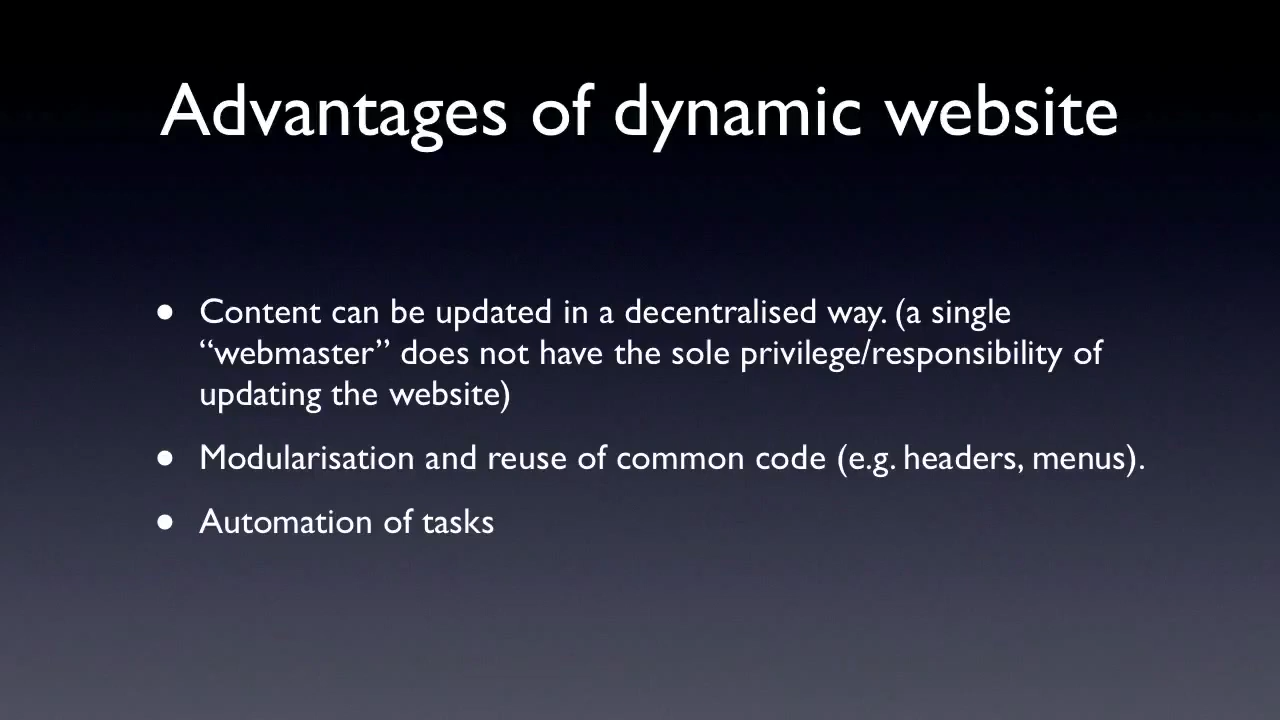 Advantages of dynamic website
• Content can be updated in a decentralised way. (a single
“webmaster” does not have the sole privilege/responsibility of
updating the website)
• Modularisation and reuse of common code (e.g. headers, menus).
• Automation of tasks